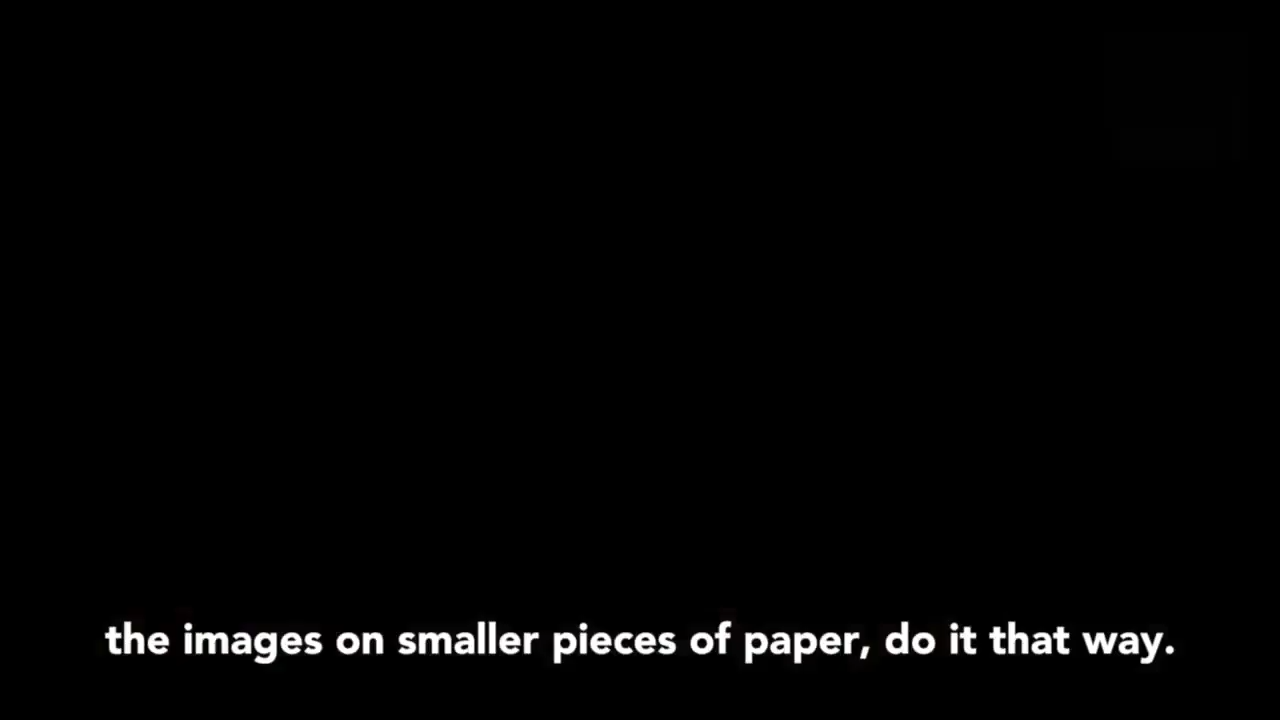 the images on smaller pieces of paper, do it that way.